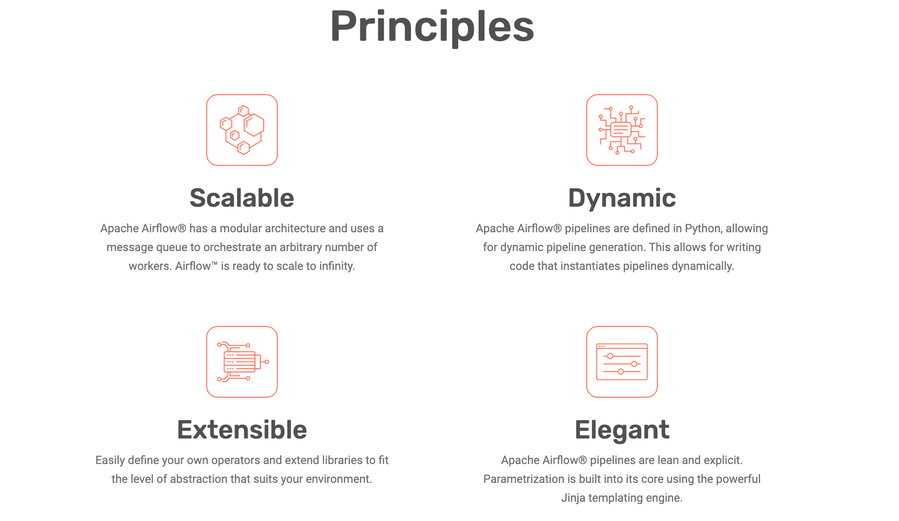 Principles
Scalable
Apache Airflow® has a modular architecture and uses a
message queue to orchestrate an arbitrary number of
workers. Airflow™ is ready to scale to infinity.
Dynamic
Apache Airflow® pipelines are defined in Python, allowing
for dynamic pipeline generation. This allows for writing
code that instantiates pipelines dynamically.
Extensible
Easily define your own operators and extend libraries to fit
the level of abstraction that suits your environment.
Elegant
Apache Airflow® pipelines are lean and explicit.
Parametrization is built into its core using the powerful
Jinja templating engine.